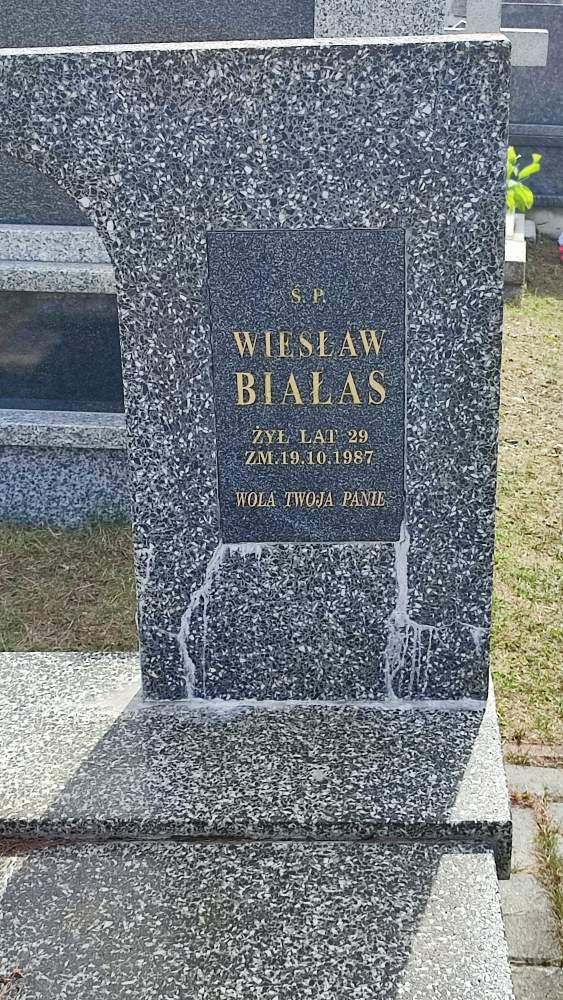 Ś. P.
WIESŁAW
BIAŁAS
ŻYŁ LAT 29
ZM.19.10.1987
WOLA TWOJA PANIE